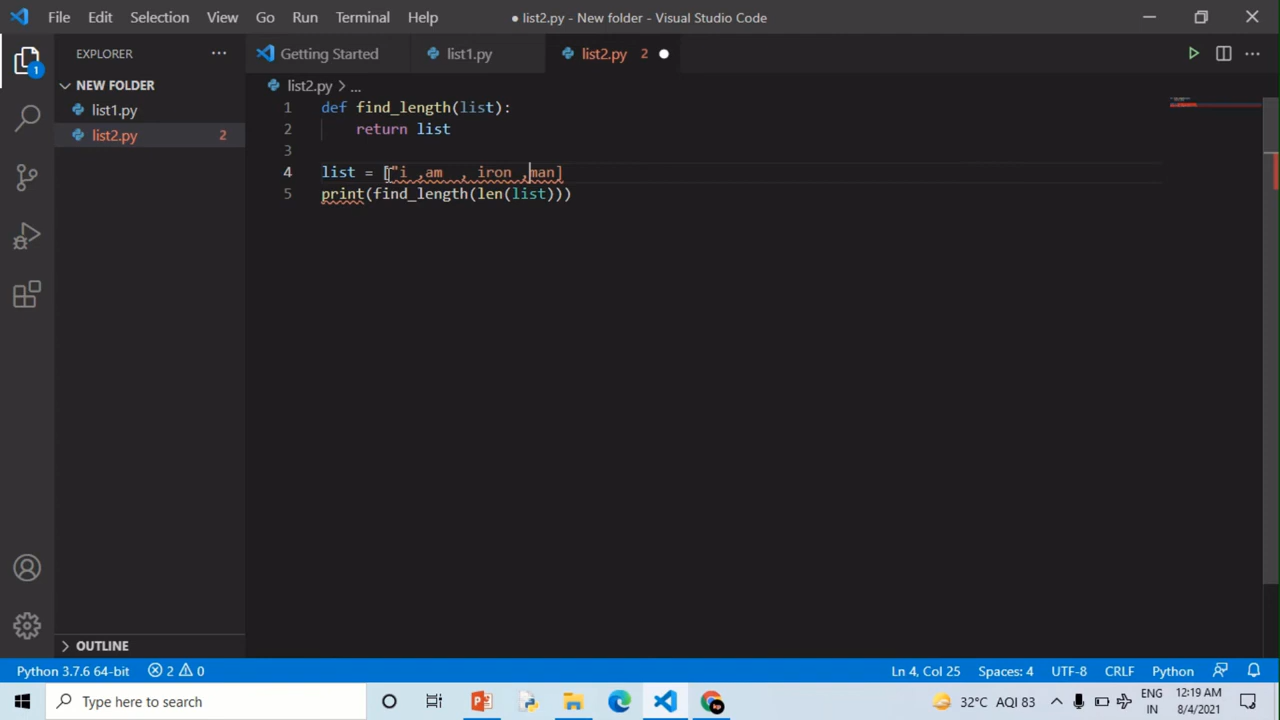 File Edit Selection View Go Run Terminal Help
● list2.py - New folder - Visual Studio Code
EXPLORER ...
Getting Started
list1.py
list2.py 2
NEW FOLDER
list1.py
list2.py 2
list2.py > ...
1 def find_length(list):
2 return list
3
4 list = ["i ,am  , iron ,man]
5 print(find_length(len(list)))
1
OUTLINE
Python 3.7.6 64-bit 2 0 Ln 4, Col 25 Spaces: 4 UTF-8 CRLF Python
Type here to search
32°C AQI 83
ENG
IN
12:19 AM
8/4/2021